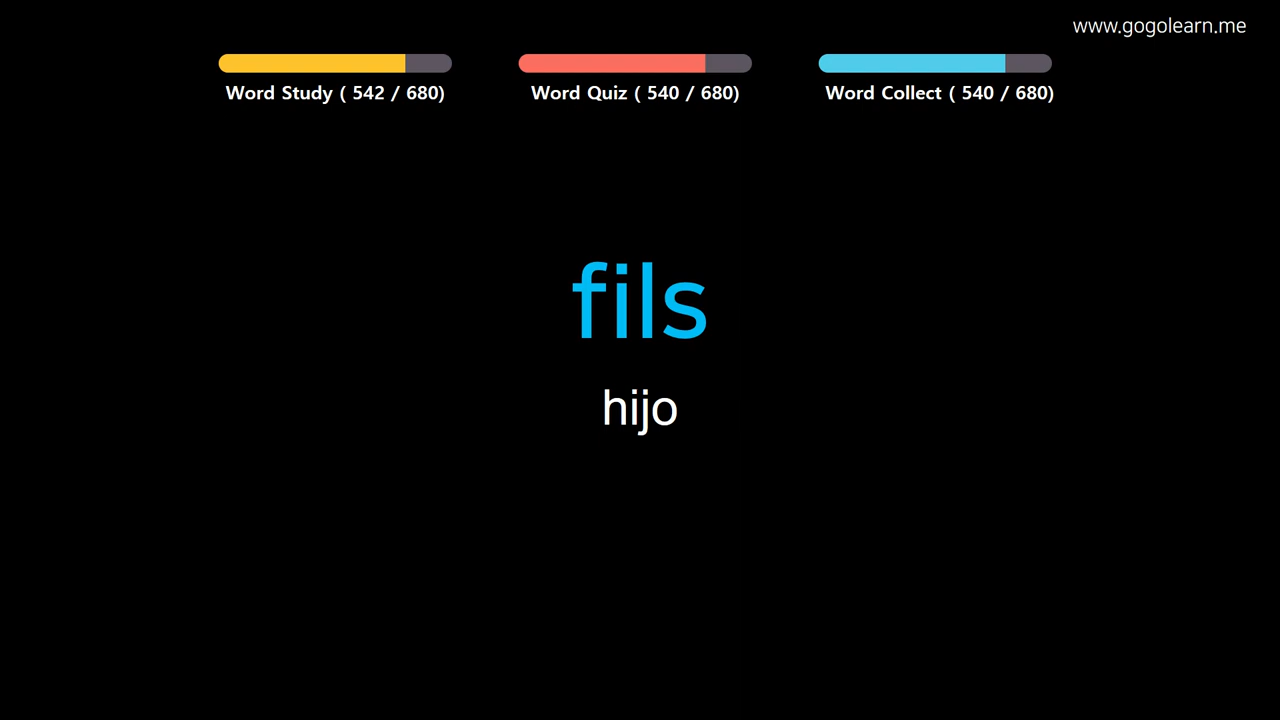 www.gogolearn.me
Word Study ( 542 / 680)
Word Quiz ( 540 / 680)
Word Collect ( 540 / 680)
fils
hijo